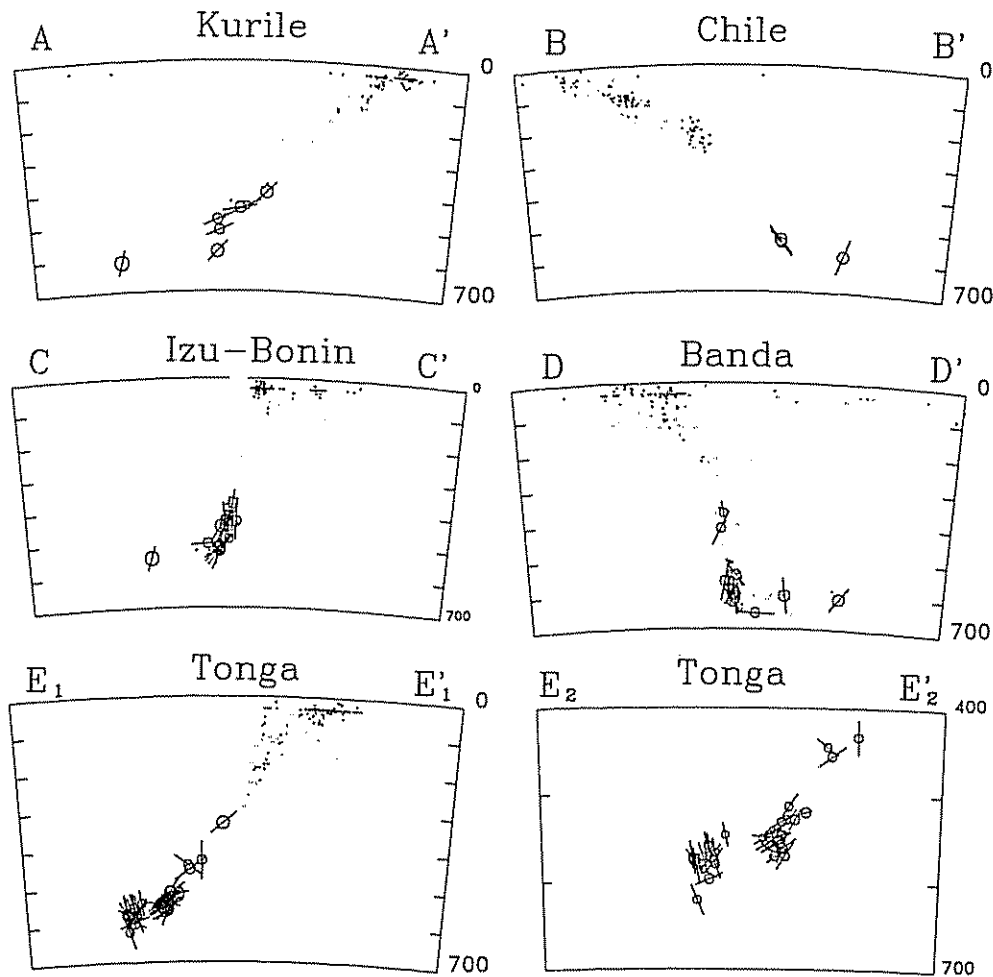 A Kurile A' 0
700
B Chile B' 0
700
C Izu-Bonin C' 0
700
D Banda D' 0
700
E1 Tonga E'1 0
700
E2 Tonga E'2 400
700